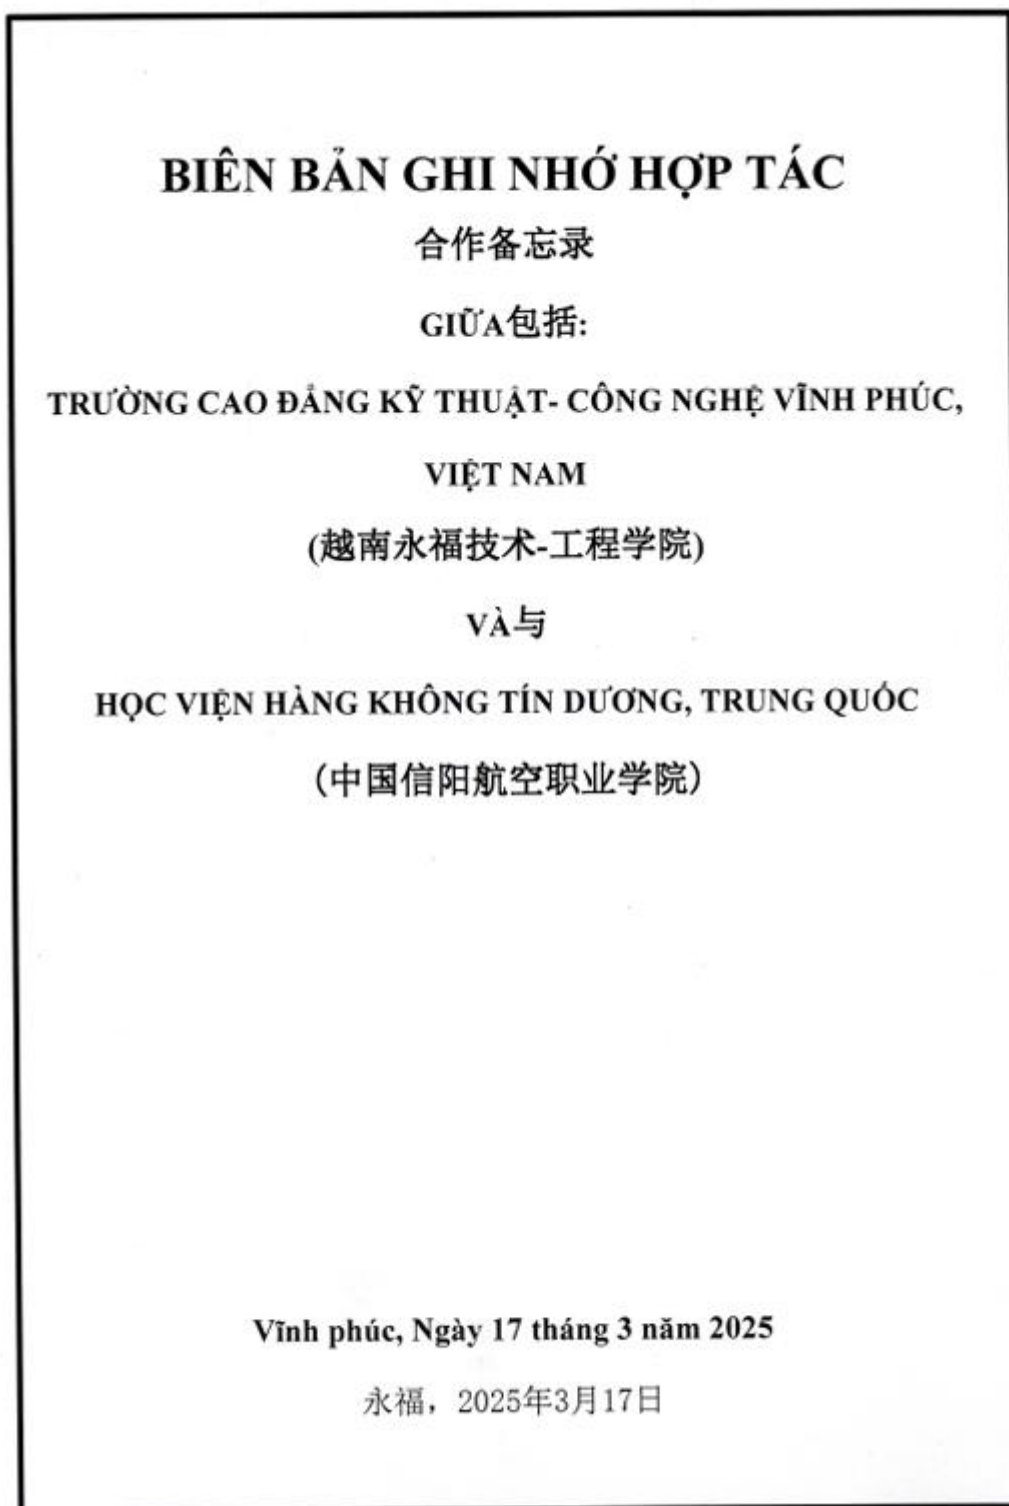 BIÊN BẢN GHI NHỚ HỢP TÁC
合作备忘录
GIỮA包括:
TRƯỜNG CAO ĐẲNG KỸ THUẬT- CÔNG NGHỆ VĨNH PHÚC,
VIỆT NAM
(越南永福技术-工程学院)
VÀ与
HỌC VIỆN HÀNG KHÔNG TÍN DƯƠNG, TRUNG QUỐC
（中国信阳航空职业学院）
Vĩnh phúc, Ngày 17 tháng 3 năm 2025
永福，2025年3月17日